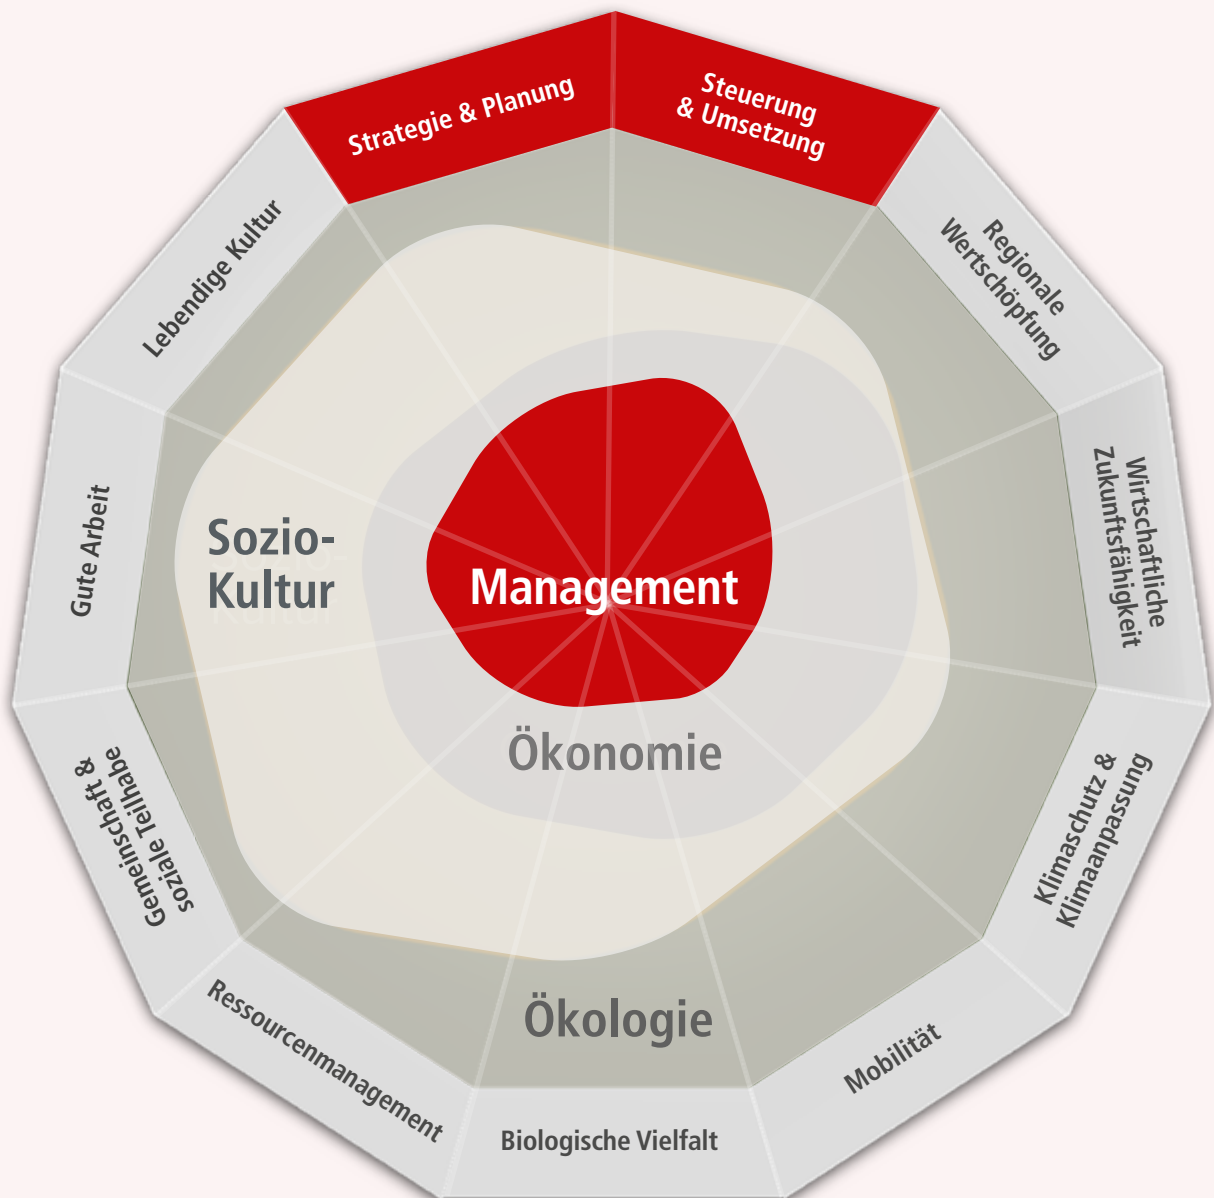 Strategie & Planung
Steuerung
& Umsetzung
Regionale
Wertschöpfung
Wirtschaftliche
Zukunftsfähigkeit
Klimaschutz &
Klimaanpassung
Mobilität
Biologische Vielfalt
Ressourcenmanagement
Gemeinschaft &
soziale Teilhabe
Gute Arbeit
Lebendige Kultur
Sozio-
Kultur
Management
Ökonomie
Ökologie